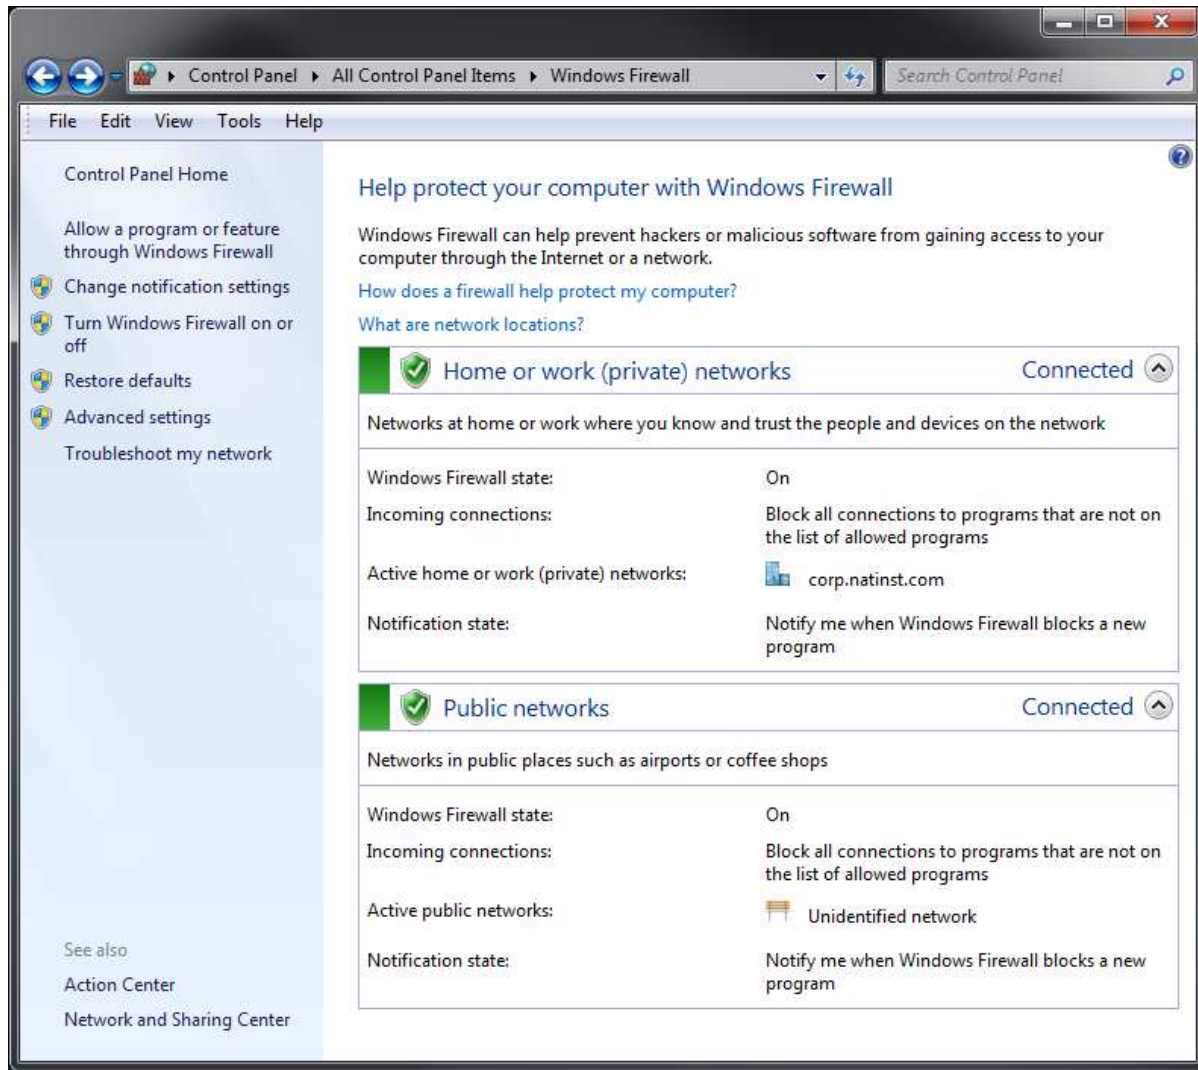 Control Panel ▸ All Control Panel Items ▸ Windows Firewall
Search Control Panel
File Edit View Tools Help
Control Panel Home
Allow a program or feature
through Windows Firewall
Change notification settings
Turn Windows Firewall on or
off
Restore defaults
Advanced settings
Troubleshoot my network
See also
Action Center
Network and Sharing Center
Help protect your computer with Windows Firewall
Windows Firewall can help prevent hackers or malicious software from gaining access to your
computer through the Internet or a network.
How does a firewall help protect my computer?
What are network locations?
Home or work (private) networks Connected
Networks at home or work where you know and trust the people and devices on the network
Windows Firewall state: On
Incoming connections: Block all connections to programs that are not on
the list of allowed programs
Active home or work (private) networks: corp.natinst.com
Notification state: Notify me when Windows Firewall blocks a new
program
Public networks Connected
Networks in public places such as airports or coffee shops
Windows Firewall state: On
Incoming connections: Block all connections to programs that are not on
the list of allowed programs
Active public networks: Unidentified network
Notification state: Notify me when Windows Firewall blocks a new
program